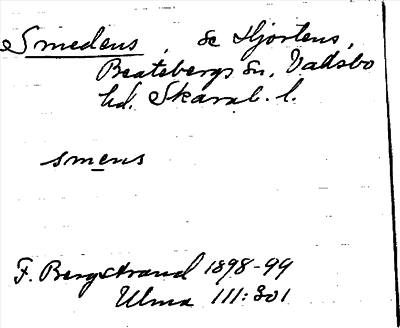 Smedens, se Hjortens,
Beatebergs sn, Vadsbo
hd. Skarab. l.
smens
F. Bergstrand 1898-99
Ulma 111:301